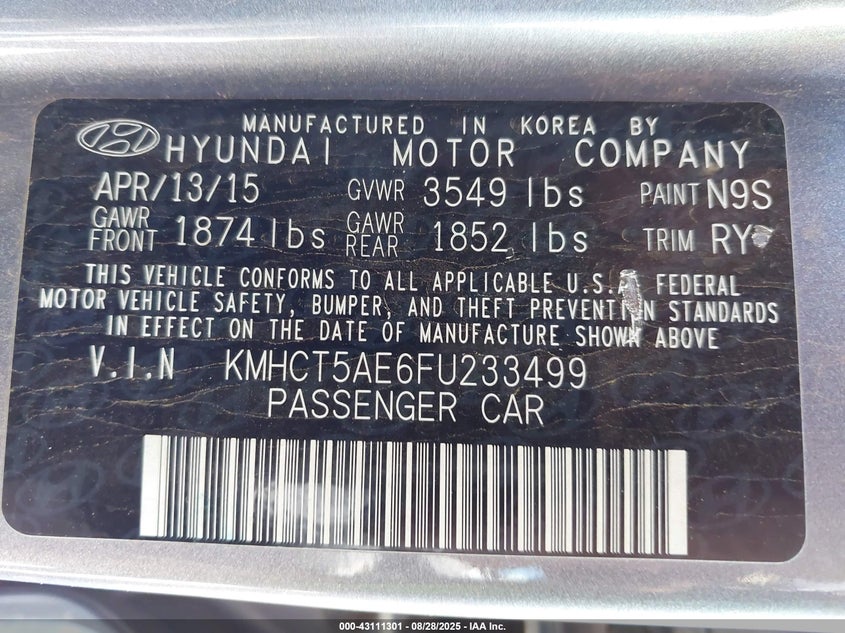 MANUFACTURED IN KOREA BY
HYUNDAI MOTOR COMPANY
APR/13/15 GVWR 3549 lbs PAINT N9S
GAWR FRONT 1874 lbs GAWR REAR 1852 lbs TRIM RY
THIS VEHICLE CONFORMS TO ALL APPLICABLE U.S.A FEDERAL
MOTOR VEHICLE SAFETY, BUMPER, AND THEFT PREVENTION STANDARDS
IN EFFECT ON THE DATE OF MANUFACTURE SHOWN ABOVE.
V.I.N KMHCT5AE6FU233499
PASSENGER CAR
000-43111301 - 08/28/2025 - IAA Inc.